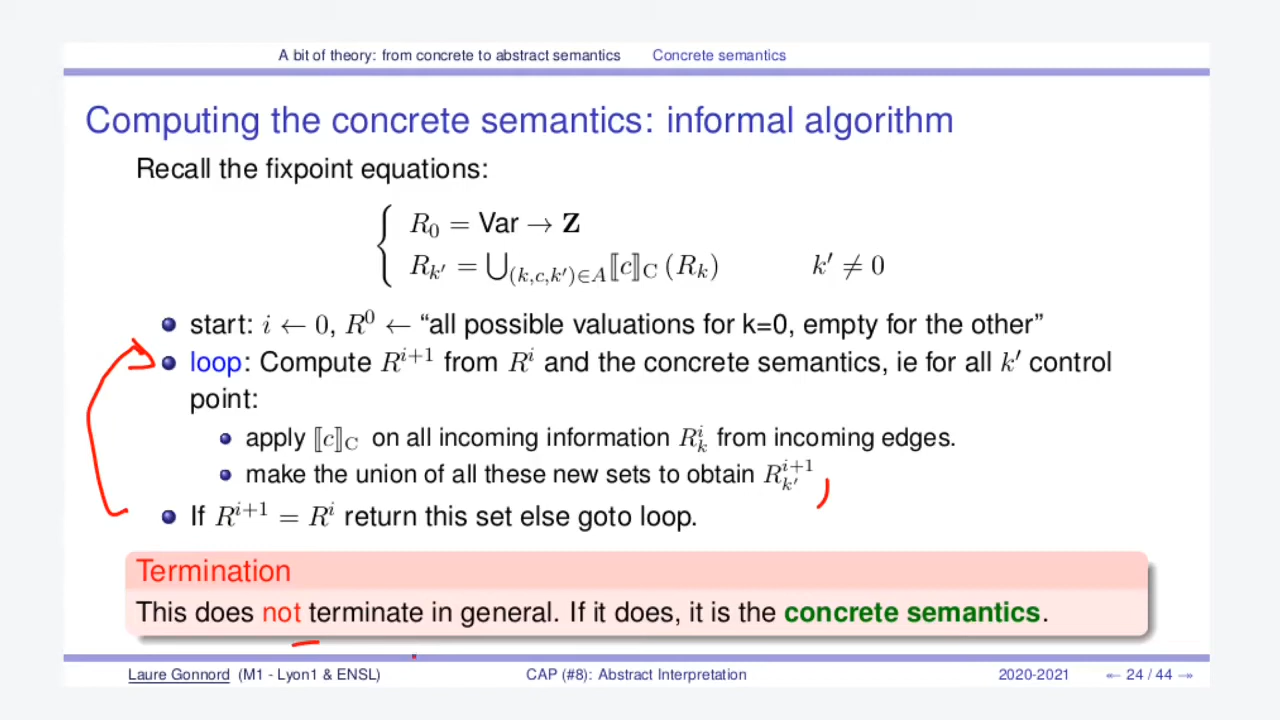 A bit of theory: from concrete to abstract semantics Concrete semantics
Computing the concrete semantics: informal algorithm
Recall the fixpoint equations:
R₀ = Var → Z
R_{k′} = ⋃_{(k,c,k′)∈A} ⟦c⟧_C (R_k) k′ ≠ 0
start: i ← 0, R⁰ ← “all possible valuations for k=0, empty for the other”
loop: Compute R^{i+1} from R^i and the concrete semantics, ie for all k′ control
point:
apply ⟦c⟧_C on all incoming information R^i_k from incoming edges.
make the union of all these new sets to obtain R^{i+1}_{k′}
If R^{i+1} = R^i return this set else goto loop.
Termination
This does not terminate in general. If it does, it is the concrete semantics.
Laure Gonnord (M1 - Lyon1 & ENSL) CAP (#8): Abstract Interpretation 2020-2021 ← 24 / 44 →